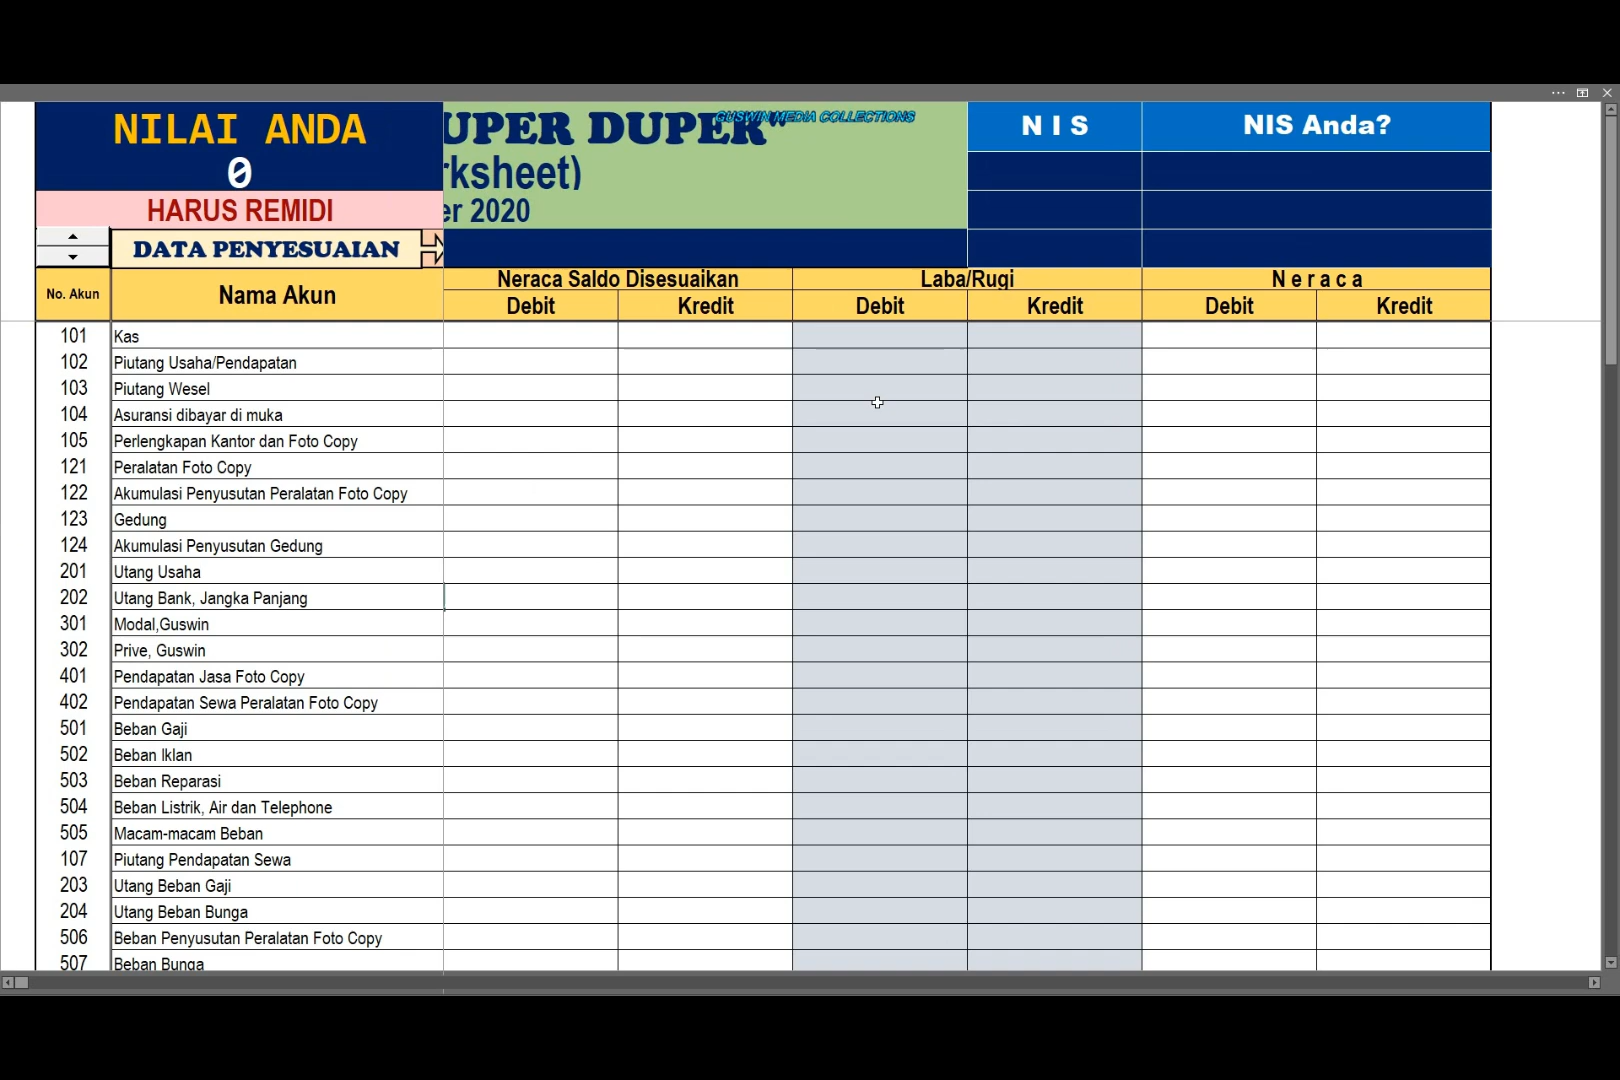 NILAI ANDA
0
HARUS REMIDI
DATA PENYESUAIAN
UPER DUPER"
GUSWIN MEDIA COLLECTIONS
ksheet)
er 2020
N I S
NIS Anda?
No. Akun
Nama Akun
Neraca Saldo Disesuaikan
Laba/Rugi
N e r a c a
Debit
Kredit
Debit
Kredit
Debit
Kredit
101 Kas
102 Piutang Usaha/Pendapatan
103 Piutang Wesel
104 Asuransi dibayar di muka
105 Perlengkapan Kantor dan Foto Copy
121 Peralatan Foto Copy
122 Akumulasi Penyusutan Peralatan Foto Copy
123 Gedung
124 Akumulasi Penyusutan Gedung
201 Utang Usaha
202 Utang Bank, Jangka Panjang
301 Modal,Guswin
302 Prive, Guswin
401 Pendapatan Jasa Foto Copy
402 Pendapatan Sewa Peralatan Foto Copy
501 Beban Gaji
502 Beban Iklan
503 Beban Reparasi
504 Beban Listrik, Air dan Telephone
505 Macam-macam Beban
107 Piutang Pendapatan Sewa
203 Utang Beban Gaji
204 Utang Beban Bunga
506 Beban Penyusutan Peralatan Foto Copy
507 Beban Bunga